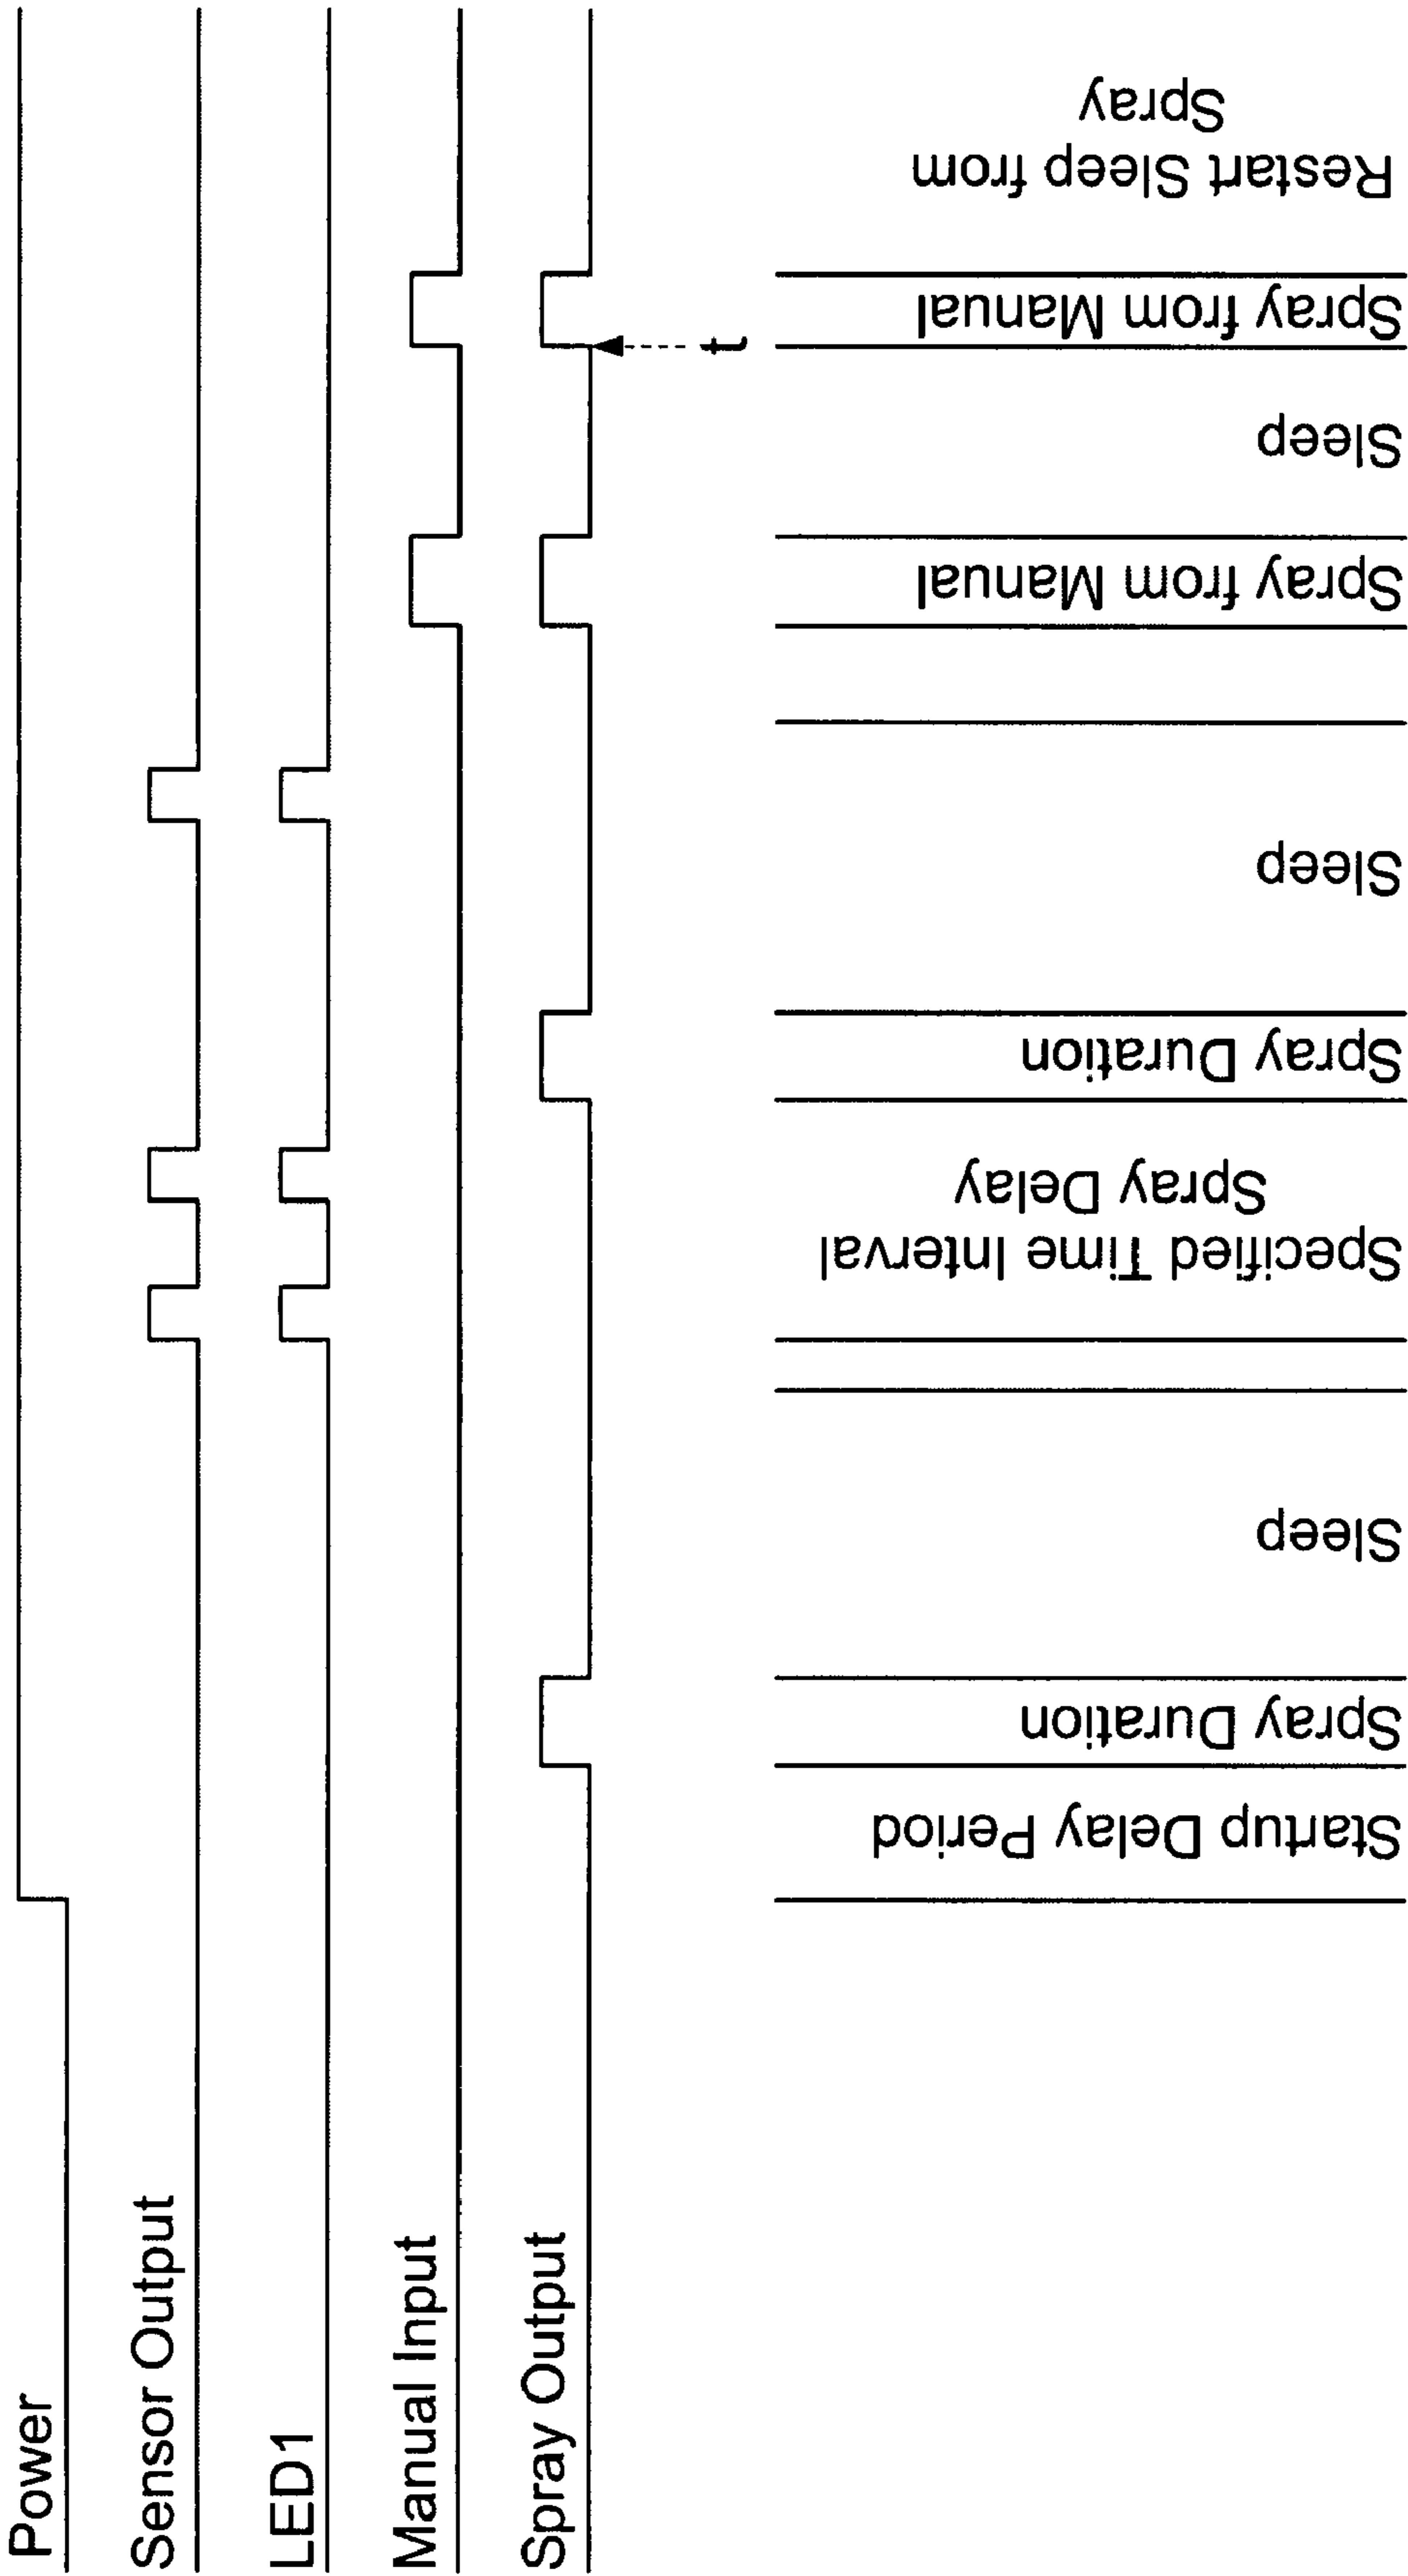 Power
Sensor Output
LED1
Manual Input
Spray Output
t
Startup Delay Period
Spray Duration
Sleep
Specified Time Interval
Spray Delay
Spray Duration
Sleep
Spray from Manual
Sleep
Spray from Manual
Restart Sleep from
Spray